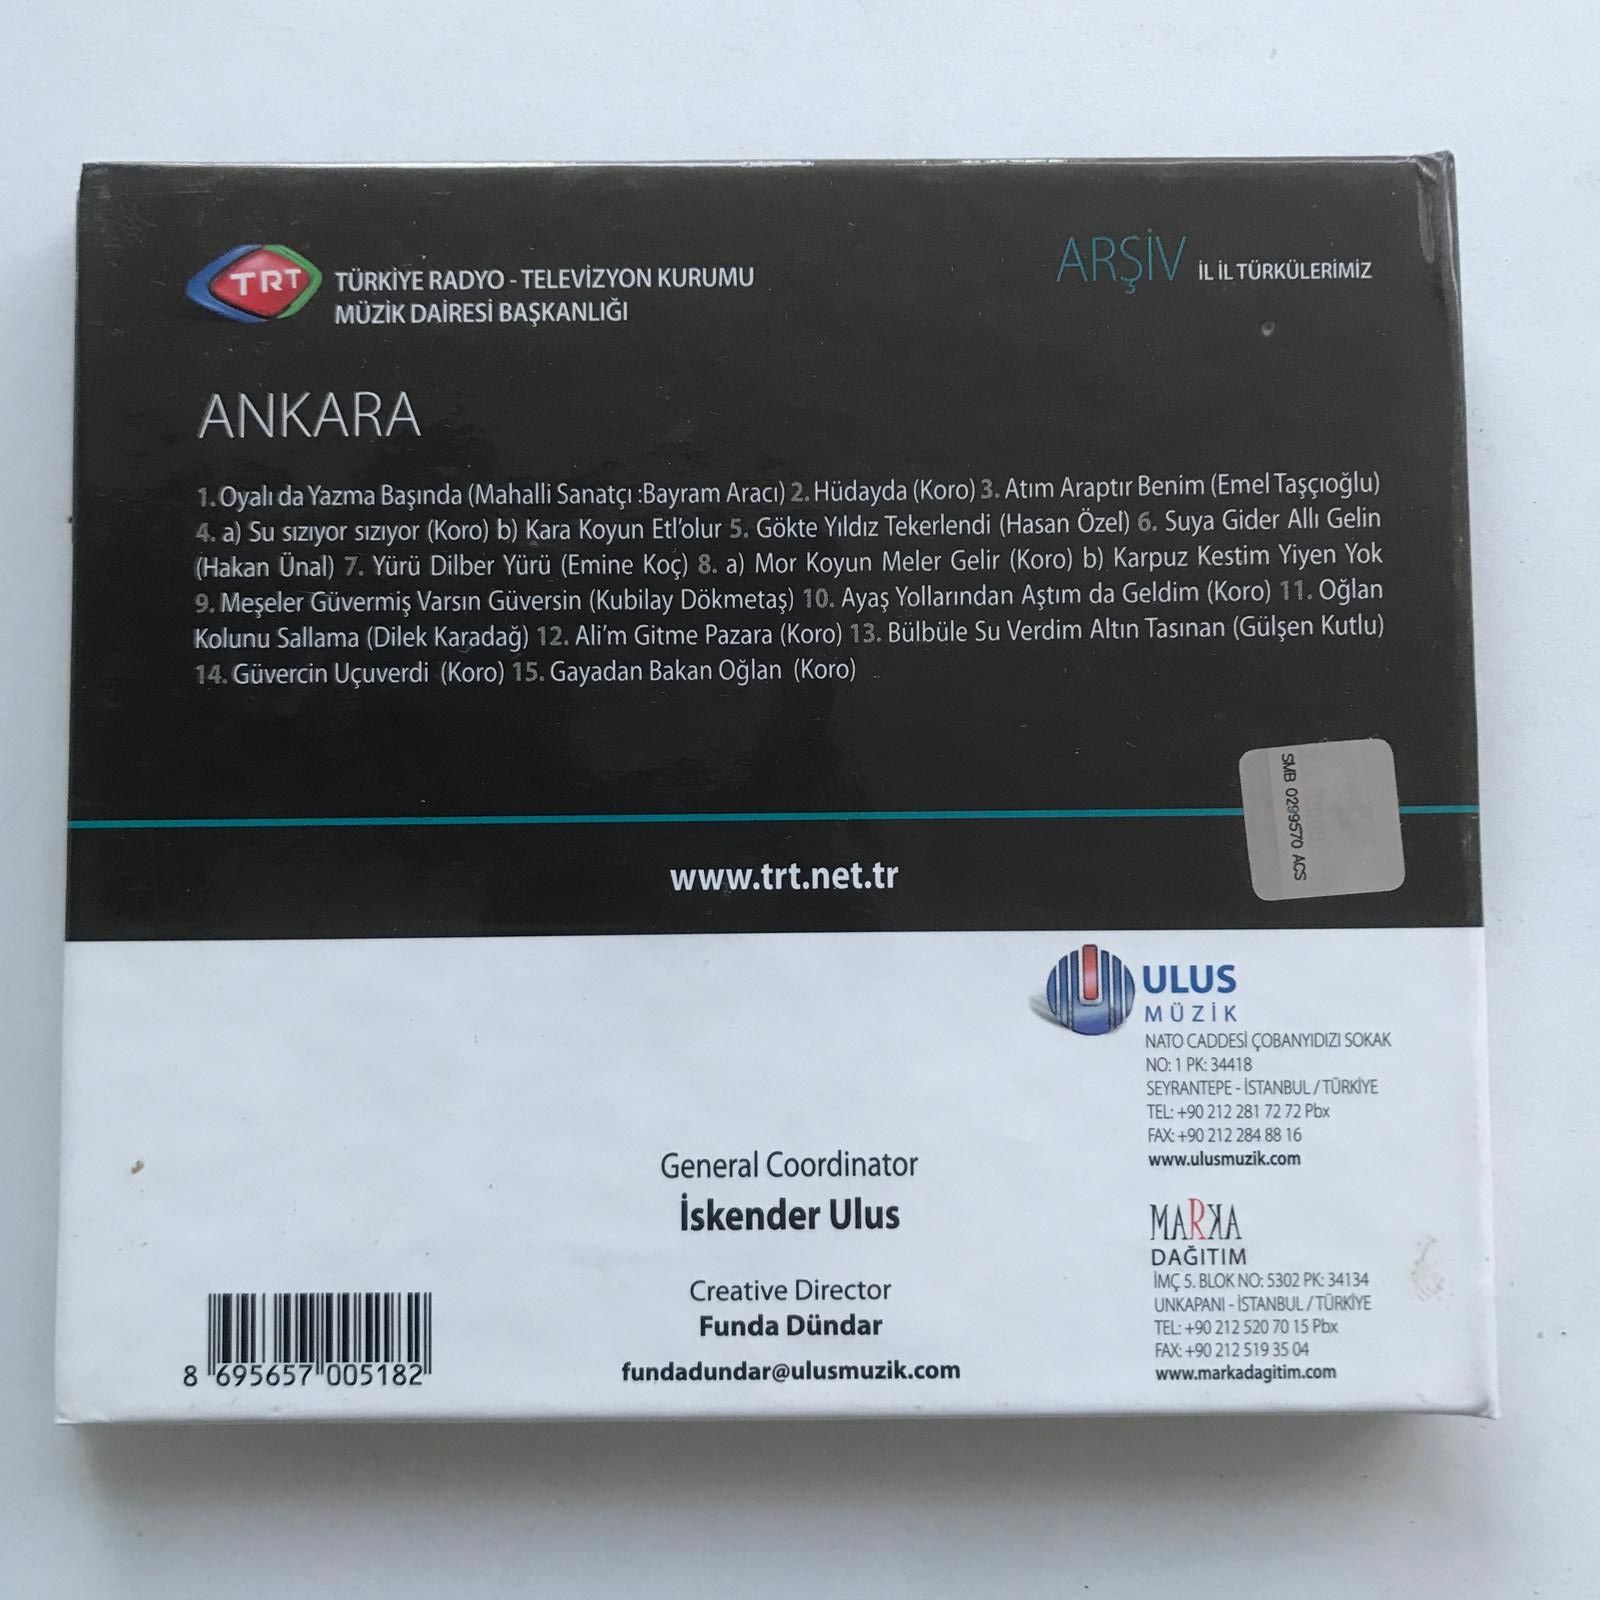 TRT
TÜRKİYE RADYO - TELEVİZYON KURUMU
MÜZİK DAİRESİ BAŞKANLIĞI
ARŞİV İL İL TÜRKÜLERİMİZ
ANKARA
1. Oyalı da Yazma Başında (Mahalli Sanatçı :Bayram Aracı) 2. Hüdayda (Koro) 3. Atım Araptır Benim (Emel Taşçıoğlu)
4. a) Su sızıyor sızıyor (Koro) b) Kara Koyun Etl'olur 5. Gökte Yıldız Tekerlendi (Hasan Özel) 6. Suya Gider Allı Gelin
(Hakan Ünal) 7. Yürü Dilber Yürü (Emine Koç) 8. a) Mor Koyun Meler Gelir (Koro) b) Karpuz Kestim Yiyen Yok
9. Meşeler Güvermiş Varsın Güversin (Kubilay Dökmetaş) 10. Ayaş Yollarından Aştım da Geldim (Koro) 11. Oğlan
Kolunu Sallama (Dilek Karadağ) 12. Ali'm Gitme Pazara (Koro) 13. Bülbüle Su Verdim Altın Tasınan (Gülşen Kutlu)
14. Güvercin Uçuverdi (Koro) 15. Gayadan Bakan Oğlan (Koro)
SMB 0299570 ACS
www.trt.net.tr
ULUS
MÜZİK
NATO CADDESİ ÇOBANYIDIZI SOKAK
NO: 1 PK: 34418
SEYRANTEPE - İSTANBUL / TÜRKİYE
TEL: +90 212 281 72 72 Pbx
FAX: +90 212 284 88 16
www.ulusmuzik.com
General Coordinator
İskender Ulus
Creative Director
Funda Dündar
fundadundar@ulusmuzik.com
MARKA
DAĞITIM
İMÇ 5. BLOK NO: 5302 PK: 34134
UNKAPANI - İSTANBUL / TÜRKİYE
TEL: +90 212 520 70 15 Pbx
FAX: +90 212 519 35 04
www.markadagitim.com
8 695657 005182